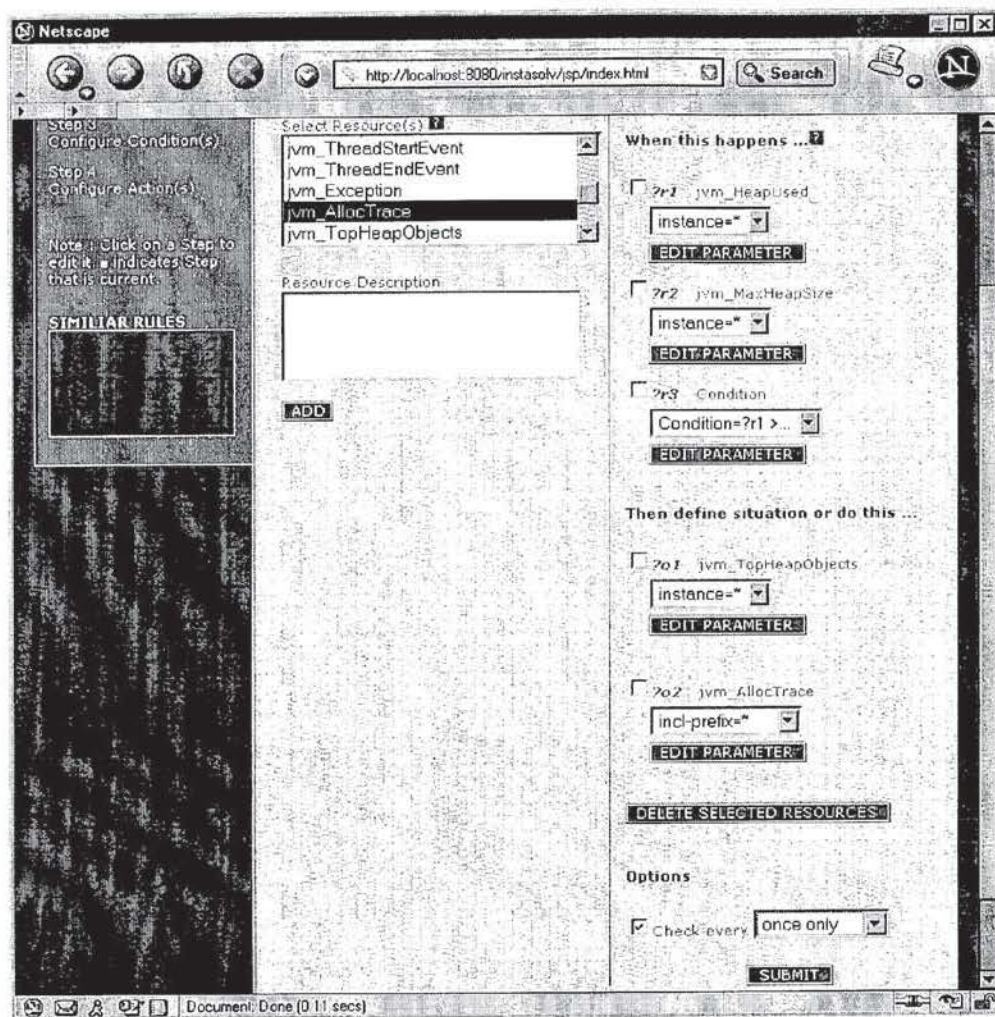 Netscape
http://localhost:8080/instasolv/jsp/index.html
Search
Step 3
Configure Condition(s)
Step 4
Configure Action(s)
Note : Click on a Step to
edit it. ■ indicates Step
that is current.
SIMILIAR RULES
Select Resource(s) ?
jvm_ThreadStartEvent
jvm_ThreadEndEvent
jvm_Exception
jvm_AllocTrace
jvm_TopHeapObjects
Resource Description
ADD
When this happens ... ?
?r1 jvm_HeapUsed
instance=*
EDIT PARAMETER
?r2 jvm_MaxHeapSize
instance=*
EDIT PARAMETER
?r3 Condition
Condition=?r1 >...
EDIT PARAMETER
Then define situation or do this ...
?o1 jvm_TopHeapObjects
instance=*
EDIT PARAMETER
?o2 jvm_AllocTrace
incl-prefix=*
EDIT PARAMETER
DELETE SELECTED RESOURCES
Options
Check every once only
SUBMIT
Document: Done (0.11 secs)